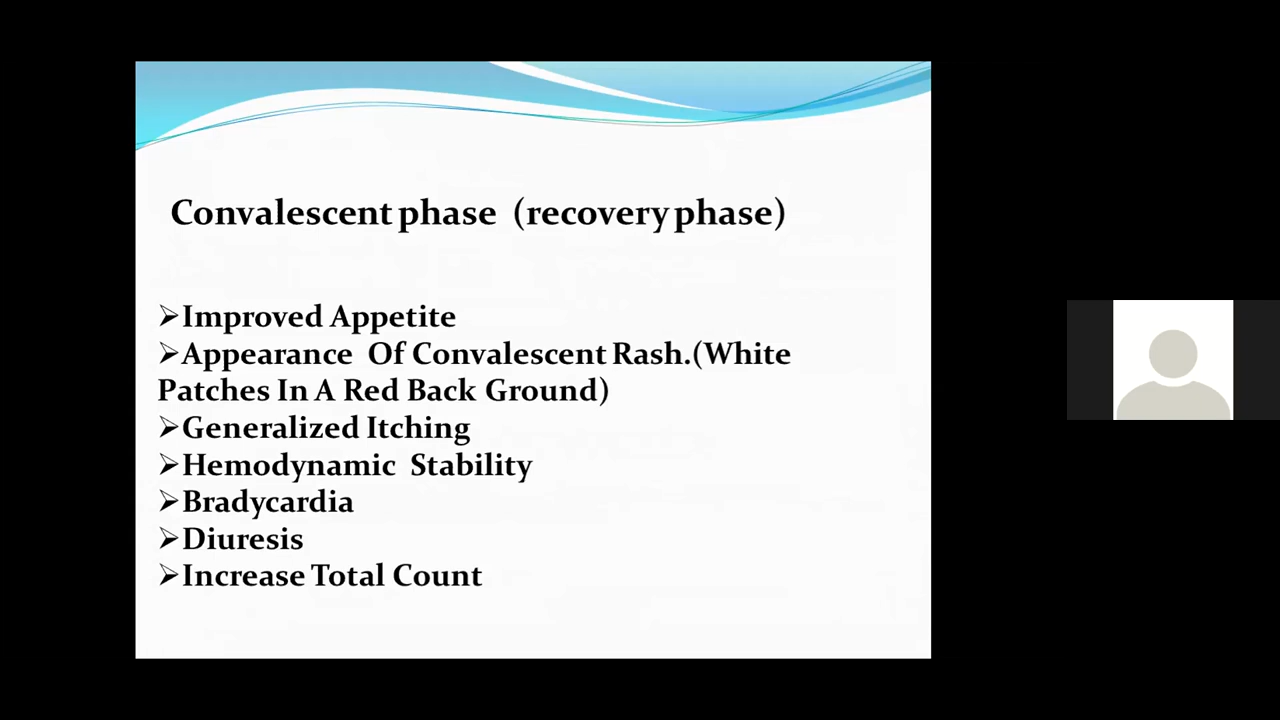 Convalescent phase (recovery phase)
➢Improved Appetite
➢Appearance Of Convalescent Rash.(White
Patches In A Red Back Ground)
➢Generalized Itching
➢Hemodynamic Stability
➢Bradycardia
➢Diuresis
➢Increase Total Count